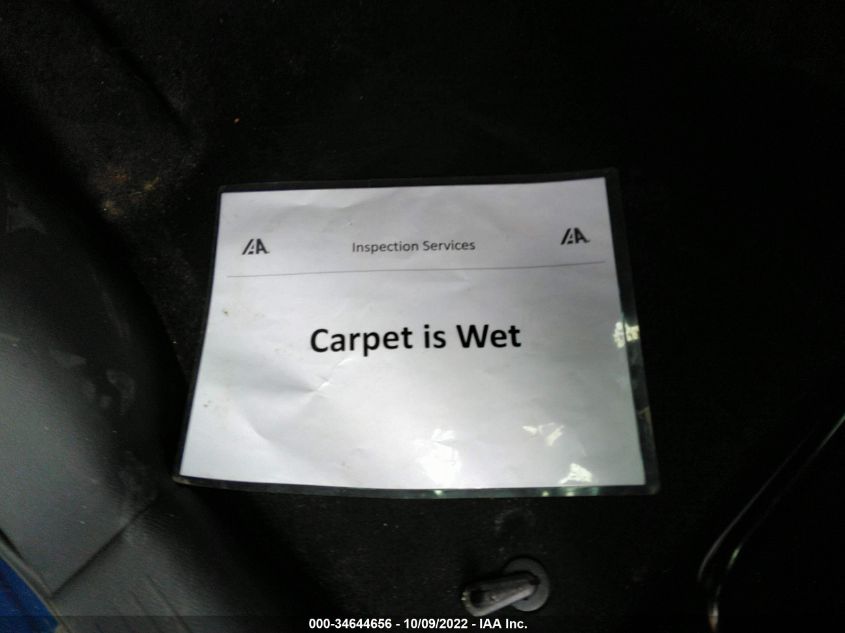 IAA Inspection Services IAA
Carpet is Wet
000-34644656 - 10/09/2022 - IAA Inc.